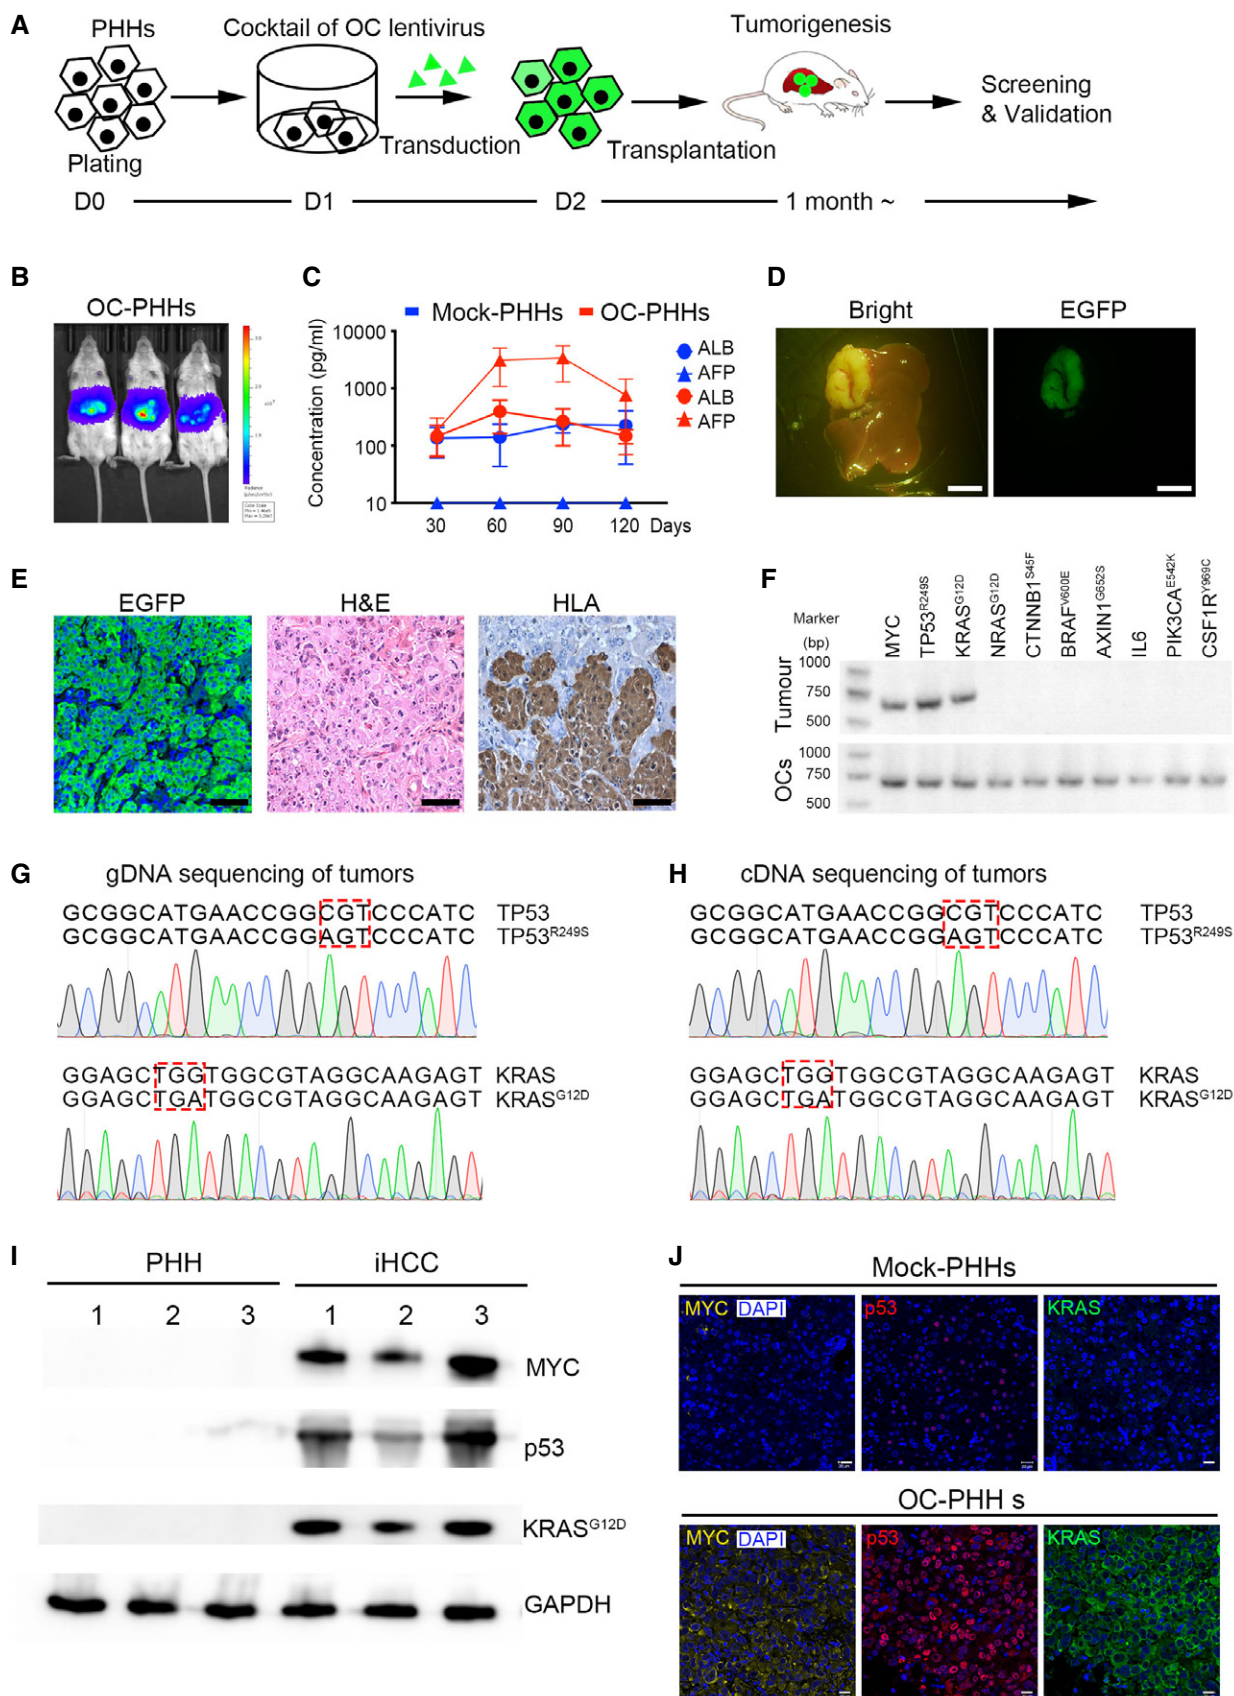 A
PHHs
Cocktail of OC lentivirus
Tumorigenesis
Screening
& Validation
Plating
Transduction
Transplantation
D0
D1
D2
1 month ~
B
OC-PHHs
C
Mock-PHHs
OC-PHHs
Concentration (pg/ml)
10000
1000
100
10
30
60
90
120
Days
ALB
AFP
ALB
AFP
D
Bright
EGFP
E
EGFP
H&E
HLA
F
Marker
(bp)
MYC
TP53R249S
KRASG12D
NRASG12D
CTNNB1S45F
BRAFV600E
AXIN1G652S
IL6
PIK3CAE542K
CSF1RY969C
Tumour
1000
750
500
OCs
1000
750
500
G
gDNA sequencing of tumors
GCGGCATGAACCGGCGTCCCATC TP53
GCGGCATGAACCGGAGTCCCATC TP53R249S
GGAGCTGGTGGCGTAGGCAAGAGT KRAS
GGAGCTGATGGCGTAGGCAAGAGT KRASG12D
H
cDNA sequencing of tumors
GCGGCATGAACCGGCGTCCCATC TP53
GCGGCATGAACCGGAGTCCCATC TP53R249S
GGAGCTGGTGGCGTAGGCAAGAGT KRAS
GGAGCTGATGGCGTAGGCAAGAGT KRASG12D
I
PHH
iHCC
1 2 3 1 2 3
MYC
p53
KRASG12D
GAPDH
J
Mock-PHHs
MYC DAPI
p53
KRAS
OC-PHH s
MYC DAPI
p53
KRAS